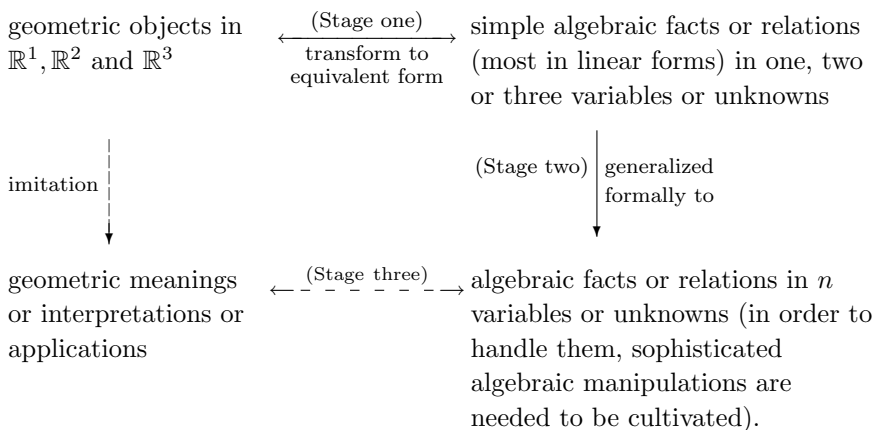 geometric objects in
ℝ¹, ℝ² and ℝ³
(Stage one)
transform to
equivalent form
simple algebraic facts or relations
(most in linear forms) in one, two
or three variables or unknowns
imitation
(Stage two)
generalized
formally to
geometric meanings
or interpretations or
applications
(Stage three)
algebraic facts or relations in n
variables or unknowns (in order to
handle them, sophisticated
algebraic manipulations are
needed to be cultivated).